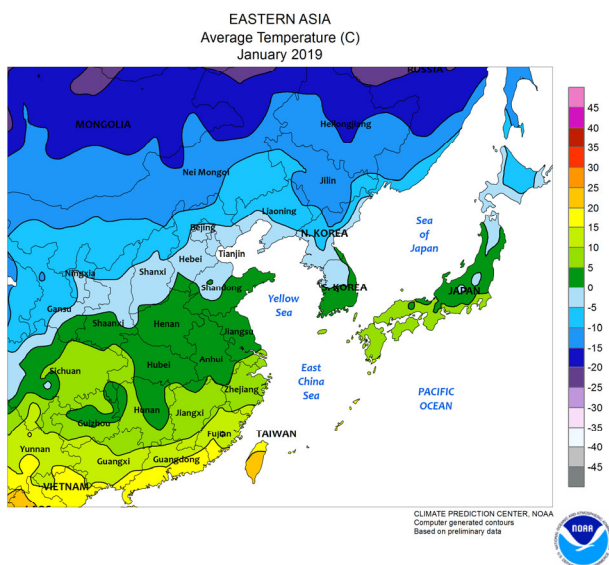 EASTERN ASIA
Average Temperature (C)
January 2019
RUSSIA
MONGOLIA
Heilongjiang
Nei Mongol
Jilin
Liaoning
Beijing
N. KOREA
Sea
of
Japan
Hebei
Tianjin
Ningxia
Shanxi
Shandong
S. KOREA
JAPAN
Gansu
Yellow
Sea
Shaanxi
Henan
Jiangsu
Sichuan
Hubei
Anhui
East
China
Sea
Zhejiang
PACIFIC
OCEAN
Hunan
Jiangxi
Guizhou
Fujian
TAIWAN
Yunnan
Guangxi
Guangdong
VIETNAM
45
40
35
30
25
20
15
10
5
0
-5
-10
-15
-20
-25
-30
-35
-40
-45
CLIMATE PREDICTION CENTER, NOAA
Computer generated contours
Based on preliminary data
NOAA